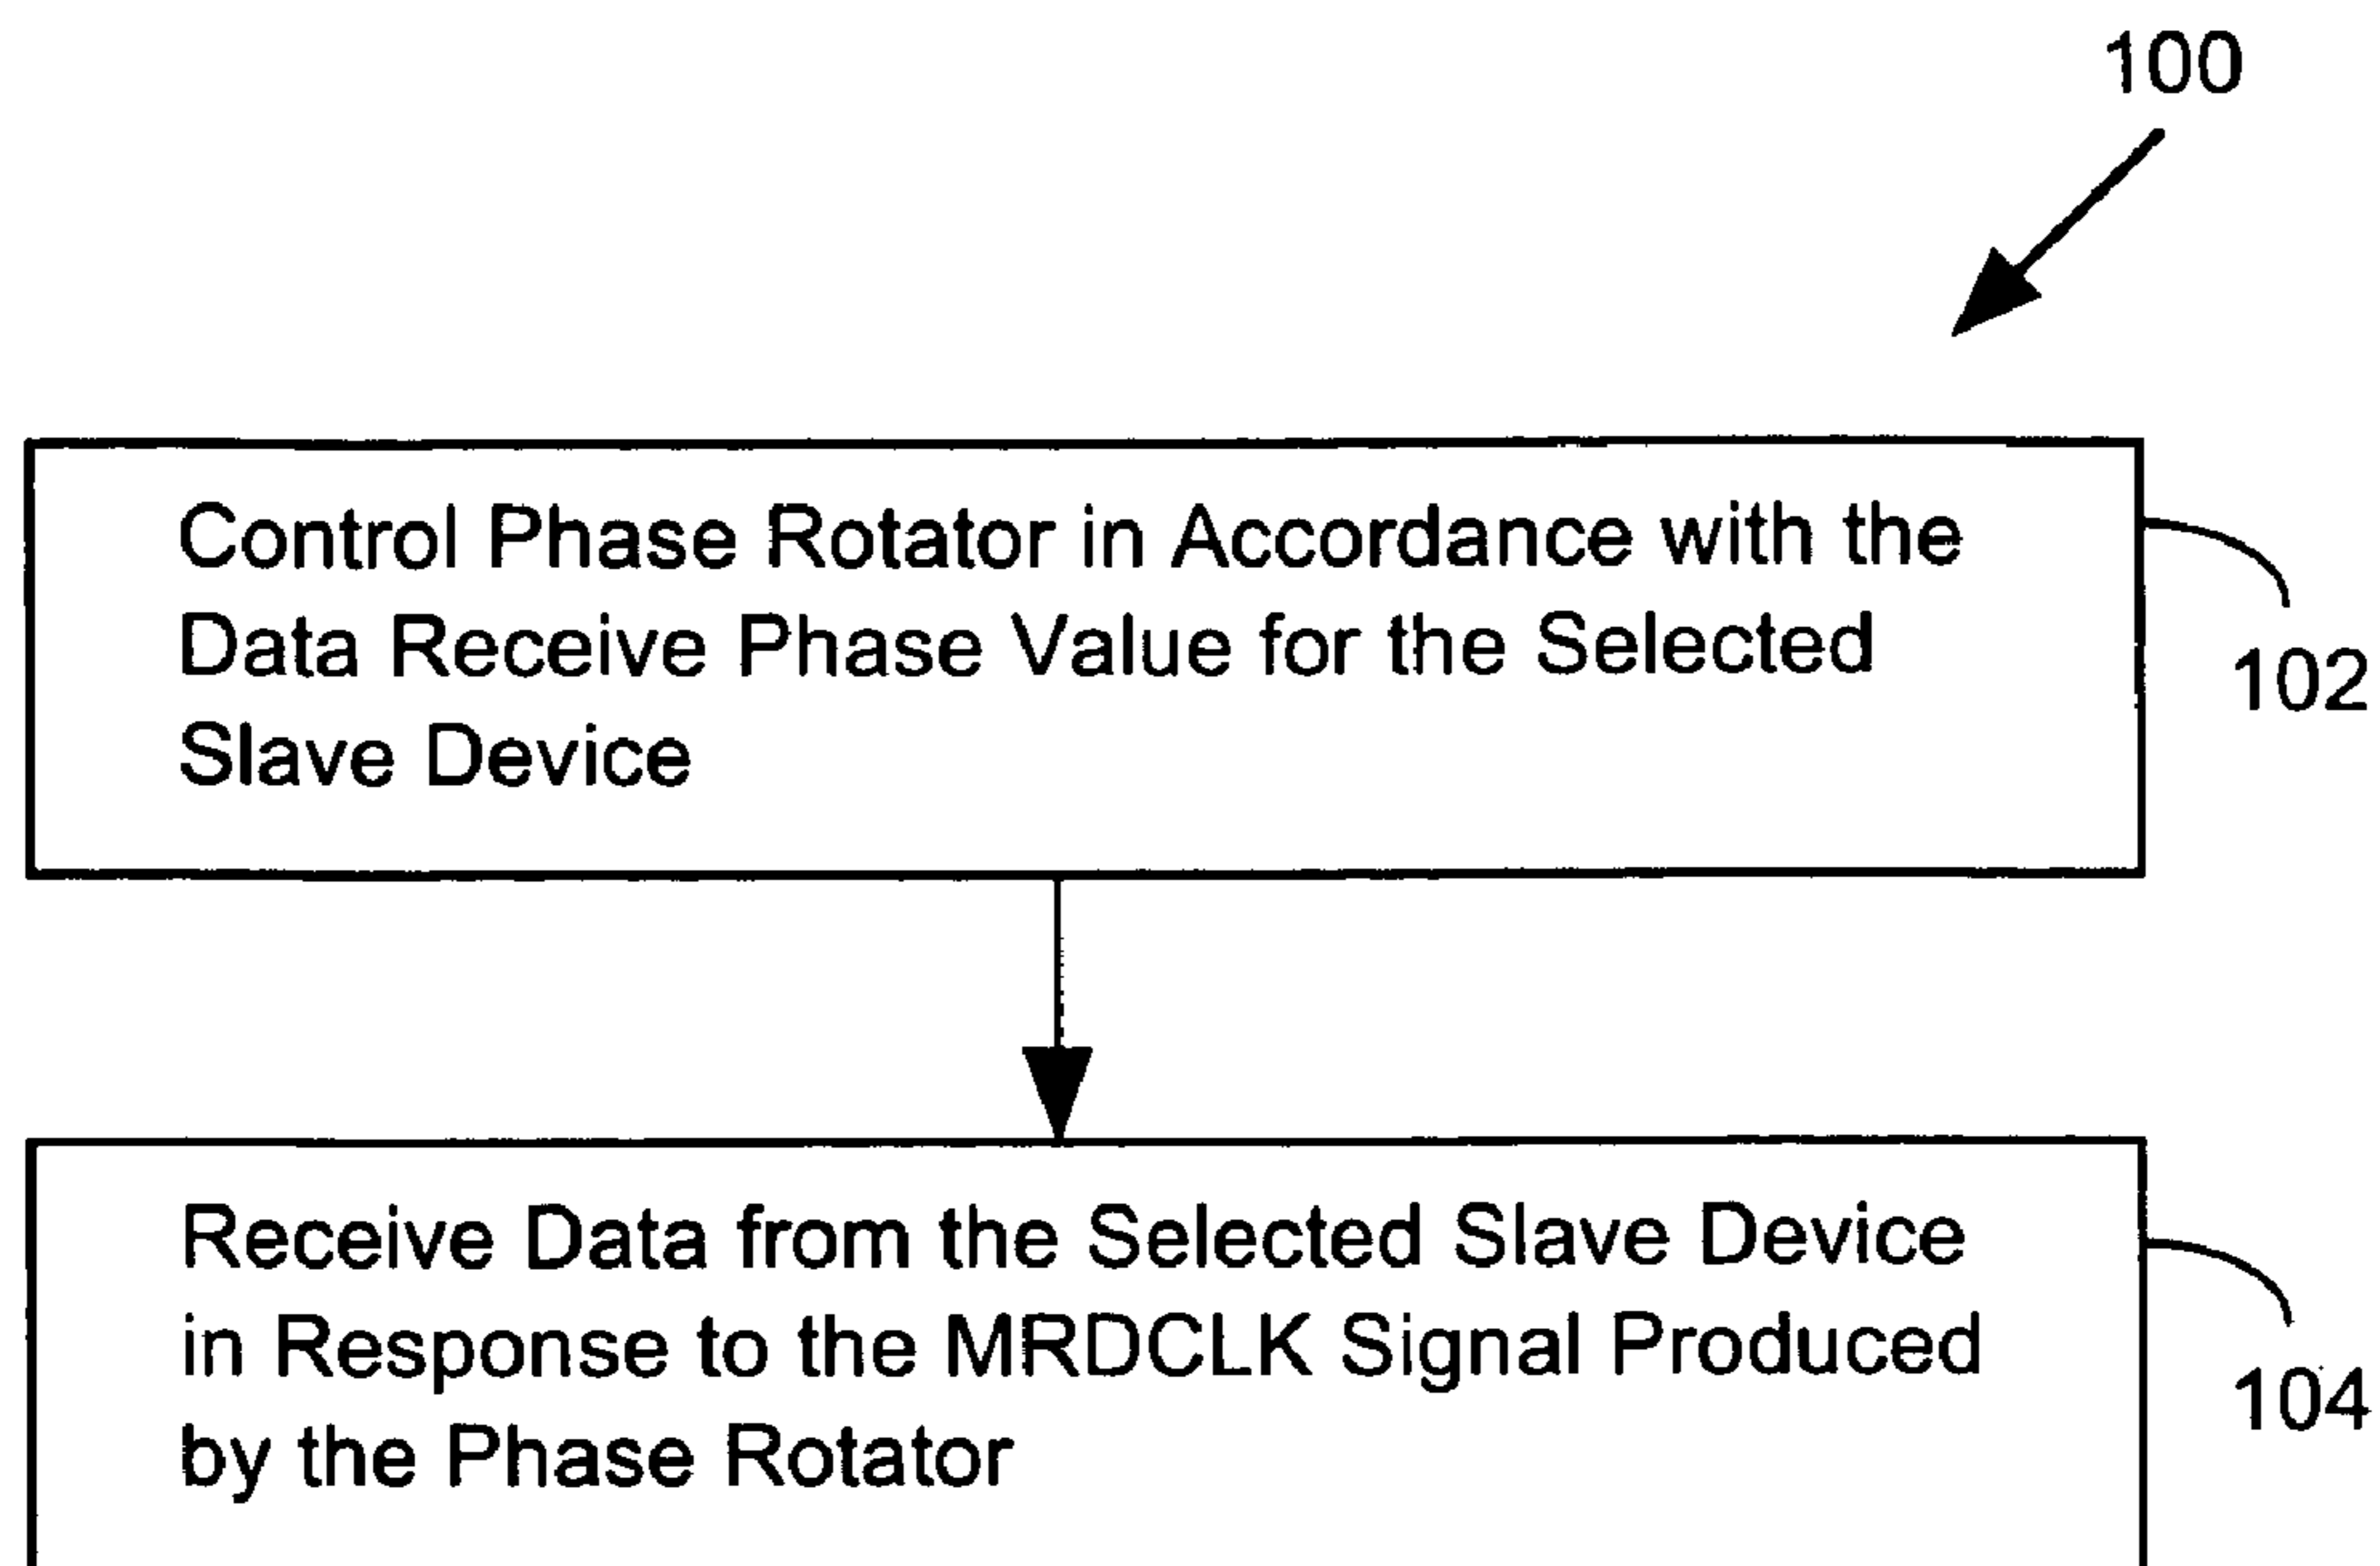 100
Control Phase Rotator in Accordance with the
Data Receive Phase Value for the Selected
Slave Device
102
Receive Data from the Selected Slave Device
in Response to the MRDCLK Signal Produced
by the Phase Rotator
104